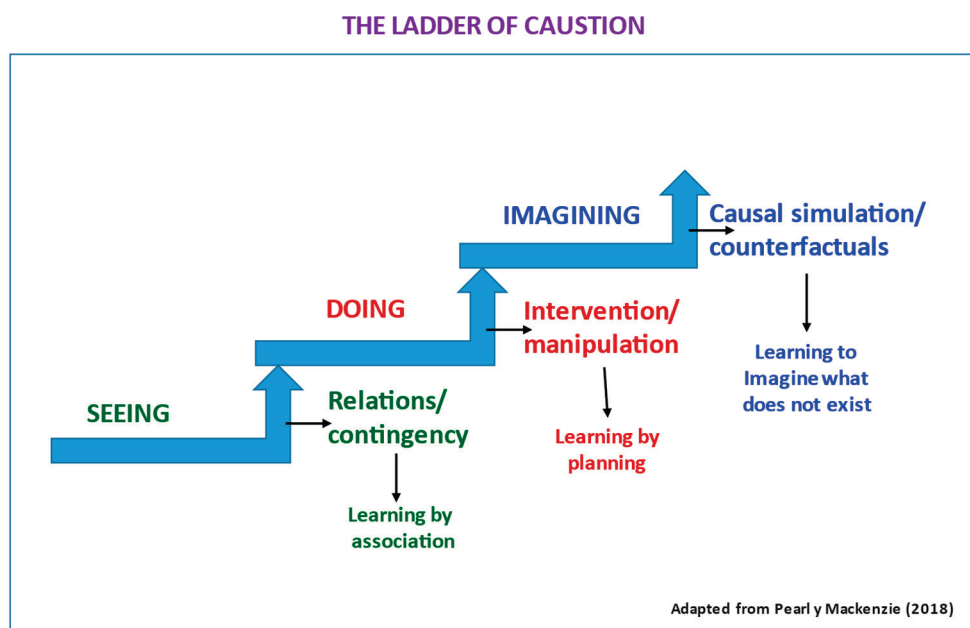 THE LADDER OF CAUSTION
IMAGINING
Causal simulation/
counterfactuals
DOING
Intervention/
manipulation
Learning to
Imagine what
does not exist
SEEING
Relations/
contingency
Learning by
planning
Learning by
association
Adapted from Pearl y Mackenzie (2018)